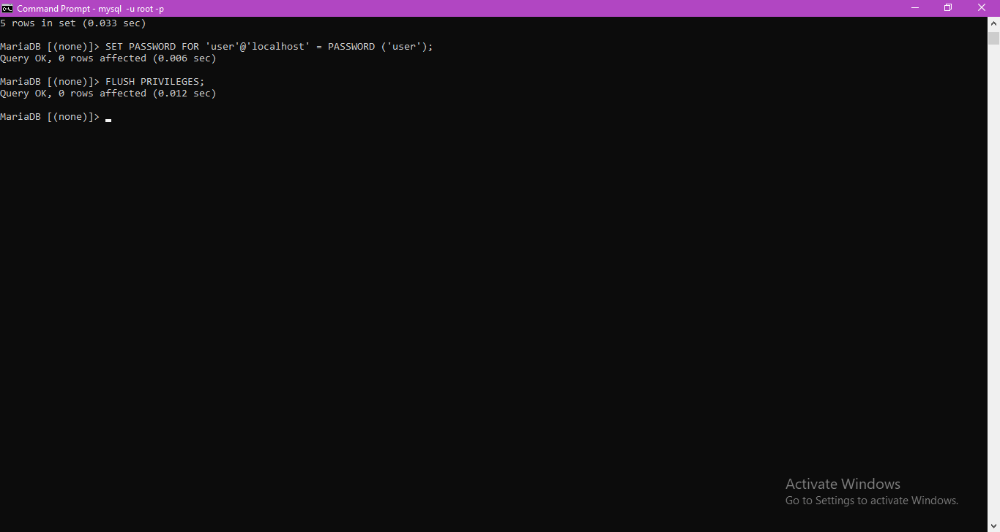 Command Prompt - mysql  -u root -p
5 rows in set (0.033 sec)
MariaDB [(none)]> SET PASSWORD FOR 'user'@'localhost' = PASSWORD ('user');
Query OK, 0 rows affected (0.006 sec)
MariaDB [(none)]> FLUSH PRIVILEGES;
Query OK, 0 rows affected (0.012 sec)
MariaDB [(none)]>
Activate Windows
Go to Settings to activate Windows.